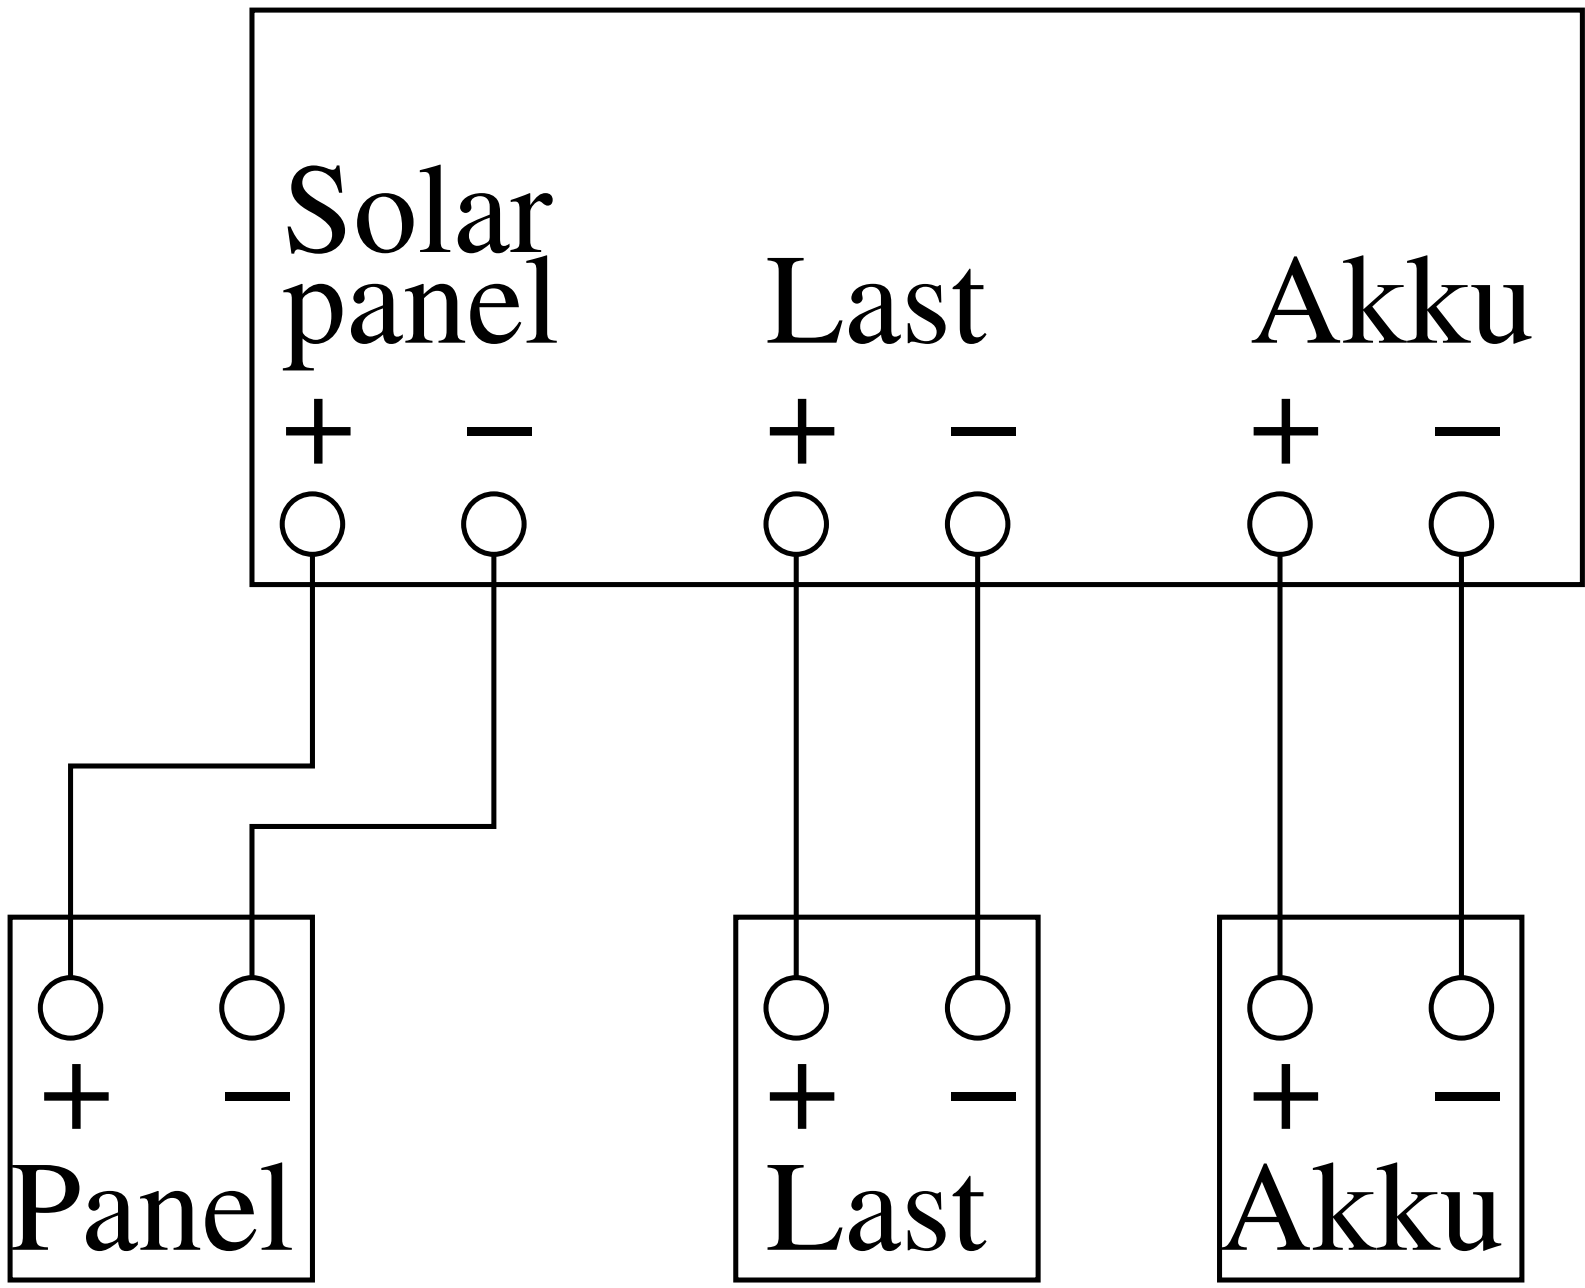 Solar
panel Last Akku
+ − + − + −
+ − + − + −
Panel Last Akku